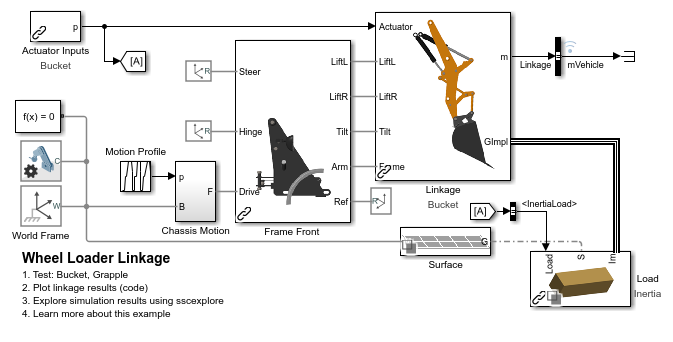 p
Actuator Inputs
Bucket
[A]
Actuator
LiftL
LiftR
Tilt
m
GImpl
Linkage
Bucket
Linkage
mVehicle
R
Steer
R
Hinge
Drive
LiftL
LiftR
Tilt
Arm
Ref
Frame Front
R
f(x) = 0
C
W
World Frame
Motion Profile
p
B
F
Chassis Motion
[A]
<InertiaLoad>
G
Surface
Load
S
Im
Load
Inertia
Wheel Loader Linkage
1. Test: Bucket, Grapple
2. Plot linkage results (code)
3. Explore simulation results using sscexplore
4. Learn more about this example